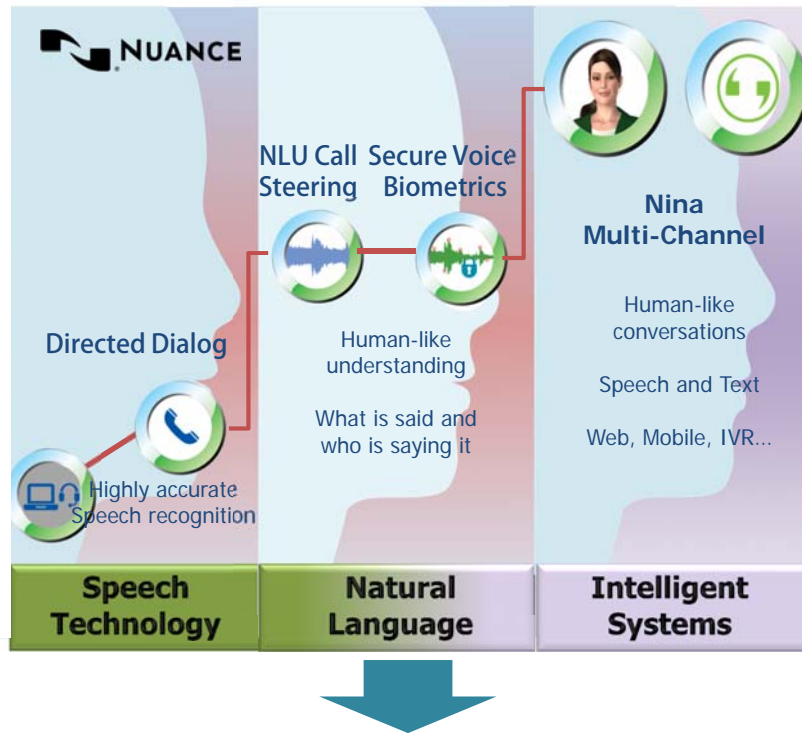 NUANCE
Directed Dialog
Highly accurate
Speech recognition
NLU Call
Steering
Secure Voice
Biometrics
Human-like
understanding
What is said and
who is saying it
Nina
Multi-Channel
Human-like
conversations
Speech and Text
Web, Mobile, IVR...
Speech
Technology
Natural
Language
Intelligent
Systems